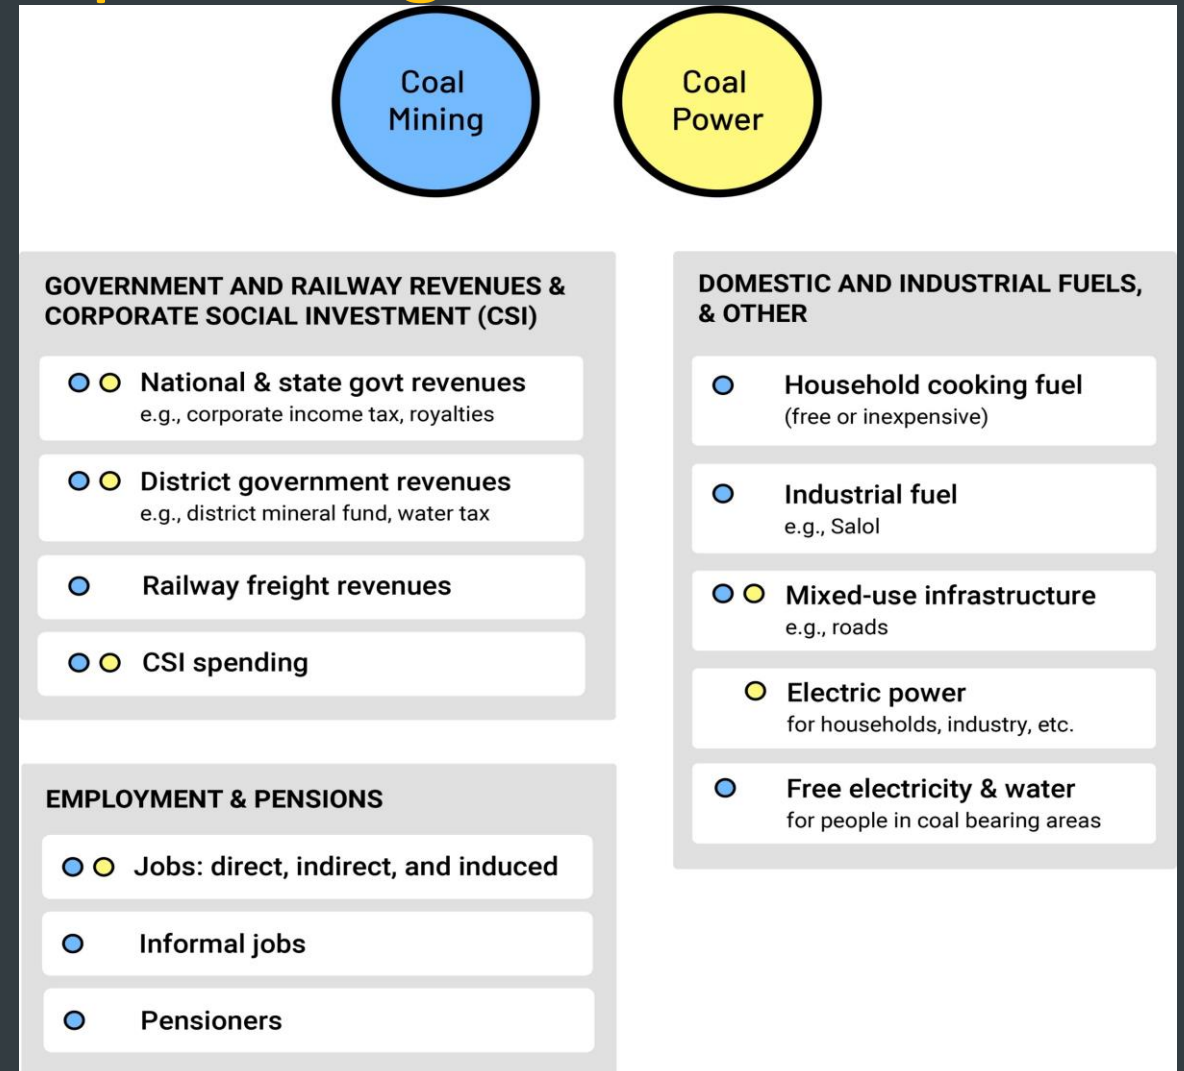 Coal
Mining
Coal
Power
GOVERNMENT AND RAILWAY REVENUES &
CORPORATE SOCIAL INVESTMENT (CSI)
National & state govt revenues
e.g., corporate income tax, royalties
District government revenues
e.g., district mineral fund, water tax
Railway freight revenues
CSI spending
EMPLOYMENT & PENSIONS
Jobs: direct, indirect, and induced
Informal jobs
Pensioners
DOMESTIC AND INDUSTRIAL FUELS,
& OTHER
Household cooking fuel
(free or inexpensive)
Industrial fuel
e.g., Salol
Mixed-use infrastructure
e.g., roads
Electric power
for households, industry, etc.
Free electricity & water
for people in coal bearing areas